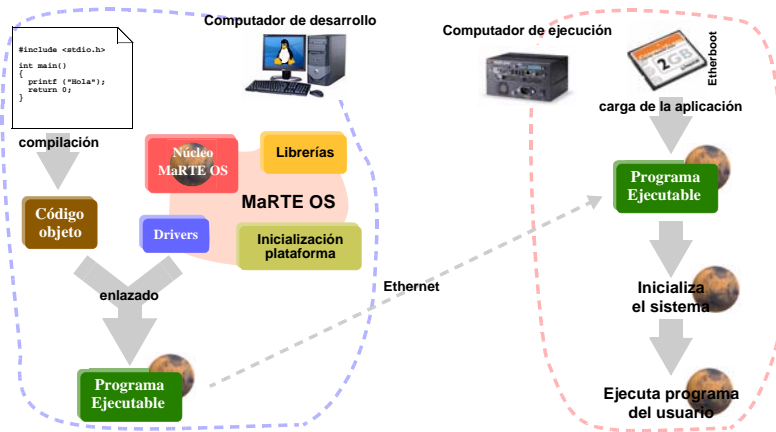 Computador de desarrollo
#include <stdio.h>
int main()
{
printf ("Hola");
return 0;
}
compilación
Núcleo
MaRTE OS
Librerías
MaRTE OS
Código
objeto
Drivers
Inicialización
plataforma
enlazado
Programa
Ejecutable
Ethernet
Computador de ejecución
2GB
Etherboot
carga de la aplicación
Programa
Ejecutable
Inicializa
el sistema
Ejecuta programa
del usuario